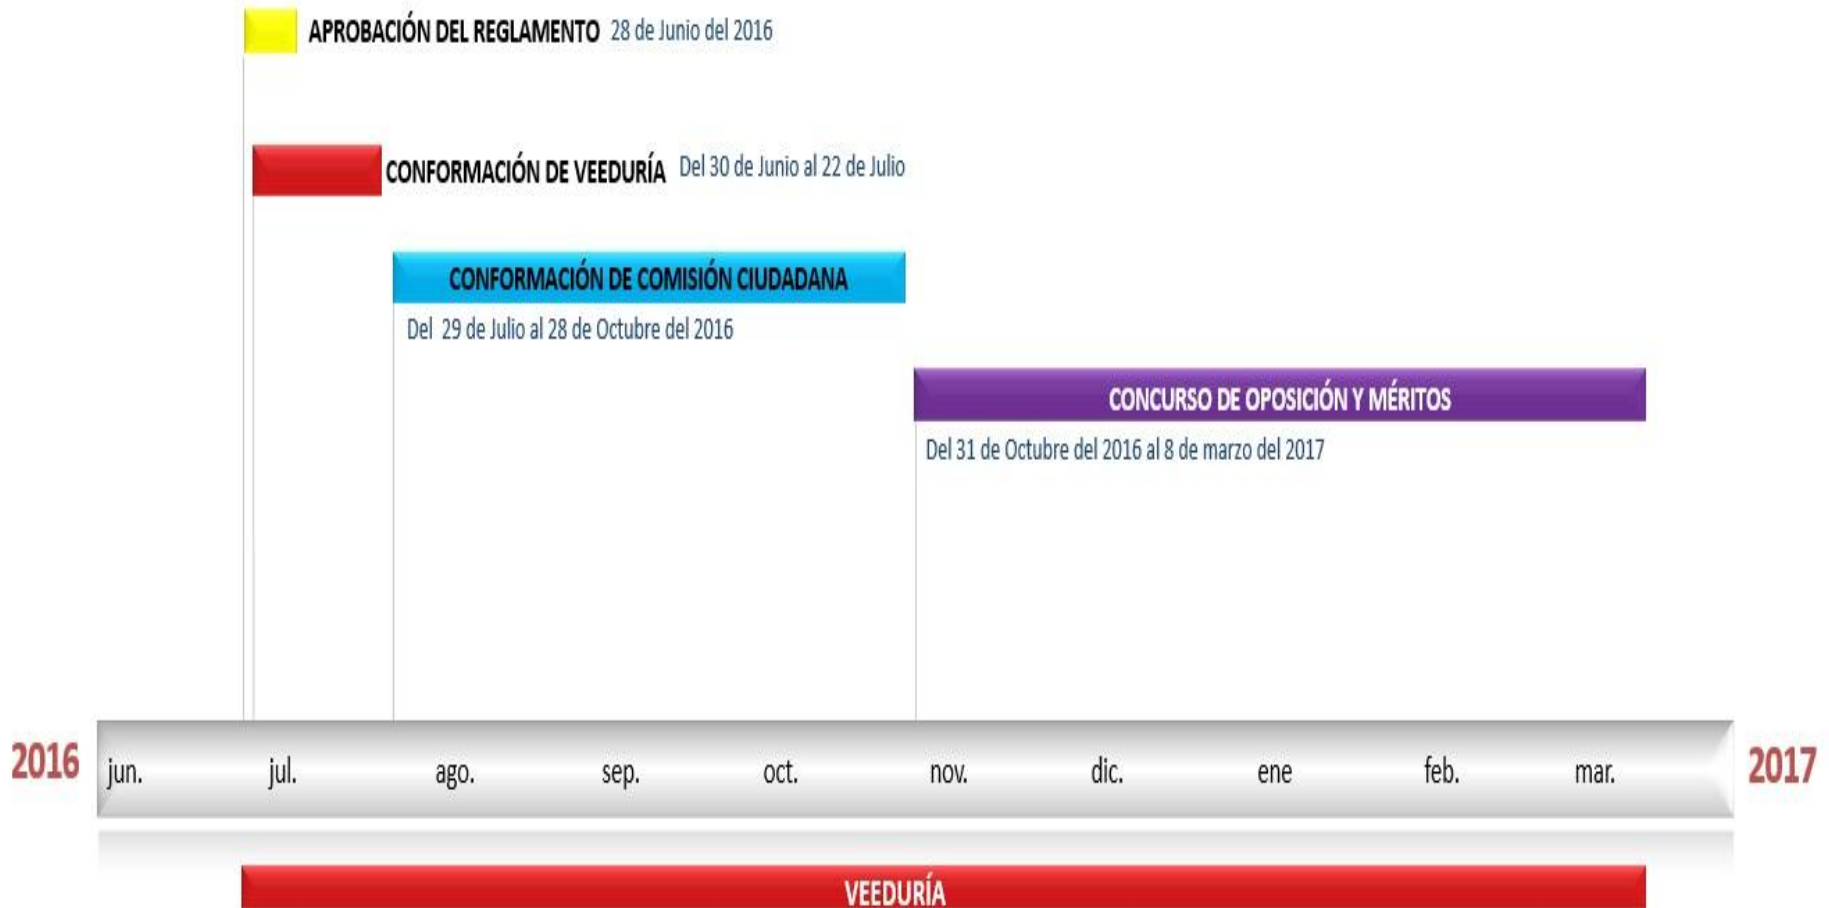 APROBACIÓN DEL REGLAMENTO 28 de Junio del 2016
CONFORMACIÓN DE VEEDURÍA Del 30 de Junio al 22 de Julio
CONFORMACIÓN DE COMISIÓN CIUDADANA
Del 29 de Julio al 28 de Octubre del 2016
CONCURSO DE OPOSICIÓN Y MÉRITOS
Del 31 de Octubre del 2016 al 8 de marzo del 2017
2016 jun. jul. ago. sep. oct. nov. dic. ene feb. mar. 2017
VEEDURÍA